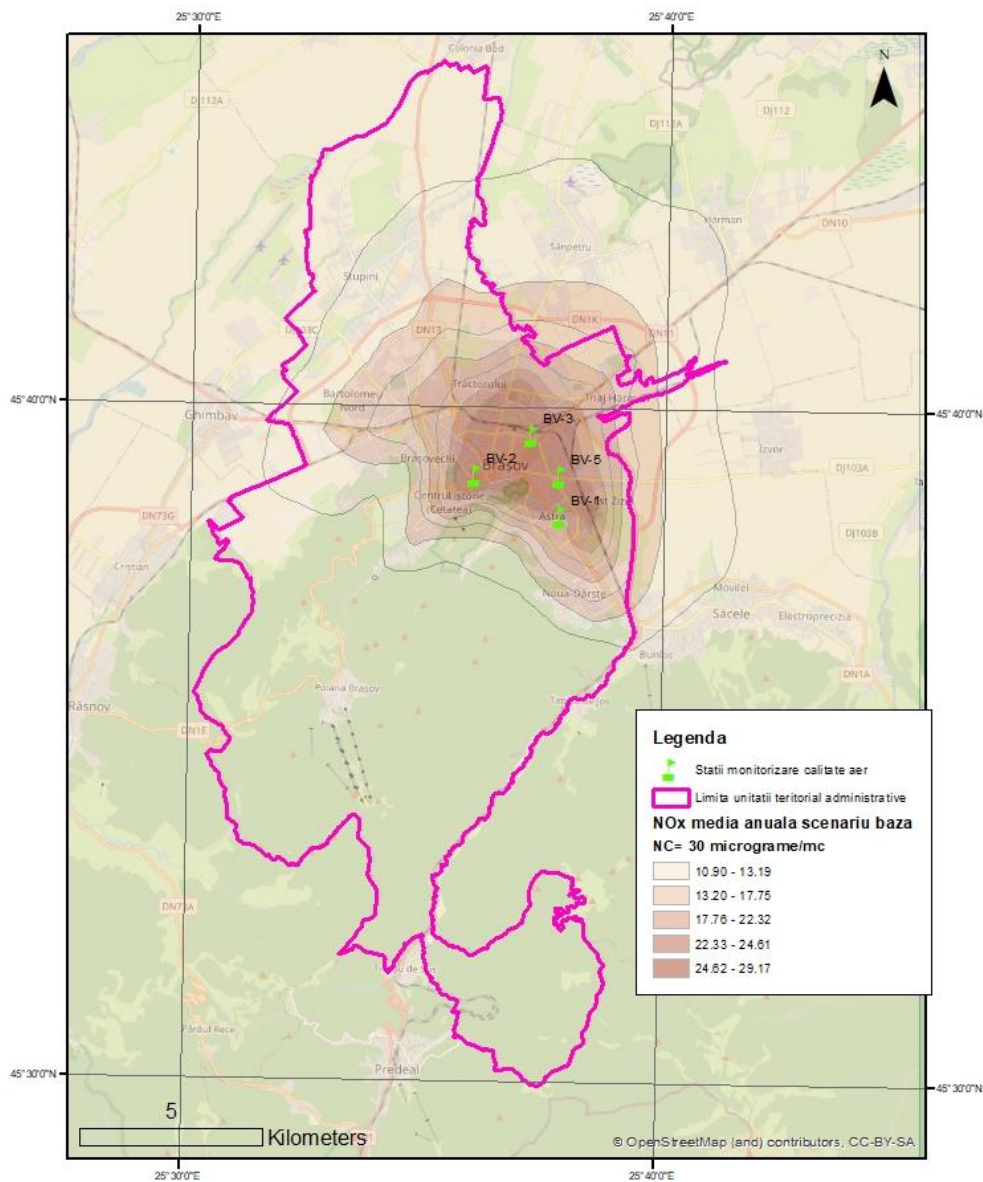 25°30'0"E
25°40'0"E
Colonia Bod
N
DJ112A
DJ112
DJ112A
Hărman
DN10
Sânpetru
Stupini
DN1K
DN11
DN13
Tractorului
Bartolomeu
Nord
45°40'0"N
45°40'0"N
Ghimbav
BV-3
Brașovechi
BV-2
Brașov
BV-5
Izvor
DJ103A
Centrul istoric
(Cetatea)
BV-1
Astra
DN73G
DJ103B
Cristian
Noua-Dârste
Movilei
Săcele
Electroprecizia
Bunloc
DN1A
Poiana Brașov
Râșnov
DN1E
DN73A
Pârâul Rece
Predeal
Legenda
Statii monitorizare calitate aer
Limita unitatii teritorial administrative
NOx media anuala scenariu baza
NC= 30 micrograme/mc
10.90 - 13.19
13.20 - 17.75
17.76 - 22.32
22.33 - 24.61
24.62 - 29.17
45°30'0"N
45°30'0"N
5
Kilometers
© OpenStreetMap (and) contributors, CC-BY-SA
25°30'0"E
25°40'0"E